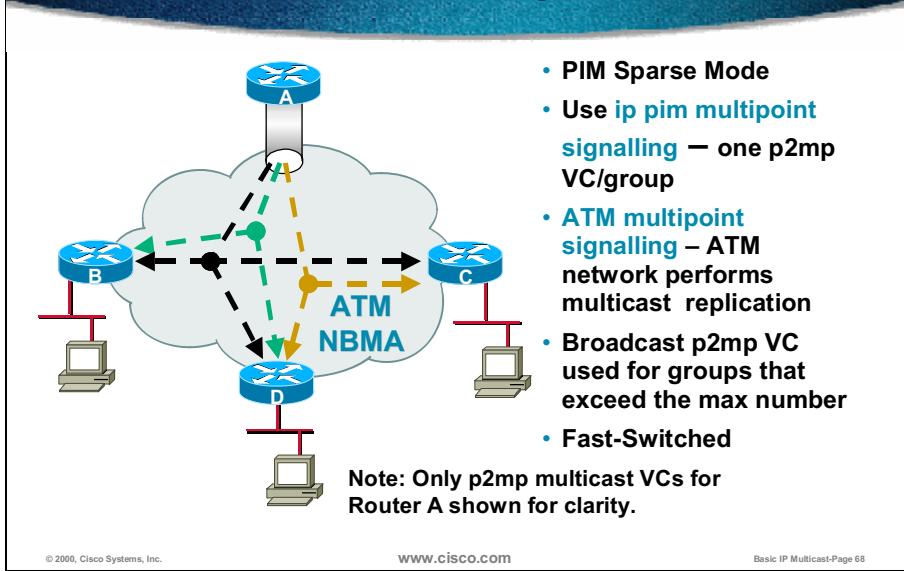 A
B
C
D
ATM
NBMA
• PIM Sparse Mode
• Use ip pim multipoint
signalling – one p2mp
VC/group
• ATM multipoint
signalling – ATM
network performs
multicast replication
• Broadcast p2mp VC
used for groups that
exceed the max number
• Fast-Switched
Note: Only p2mp multicast VCs for
Router A shown for clarity.
© 2000, Cisco Systems, Inc.
www.cisco.com
Basic IP Multicast-Page 68